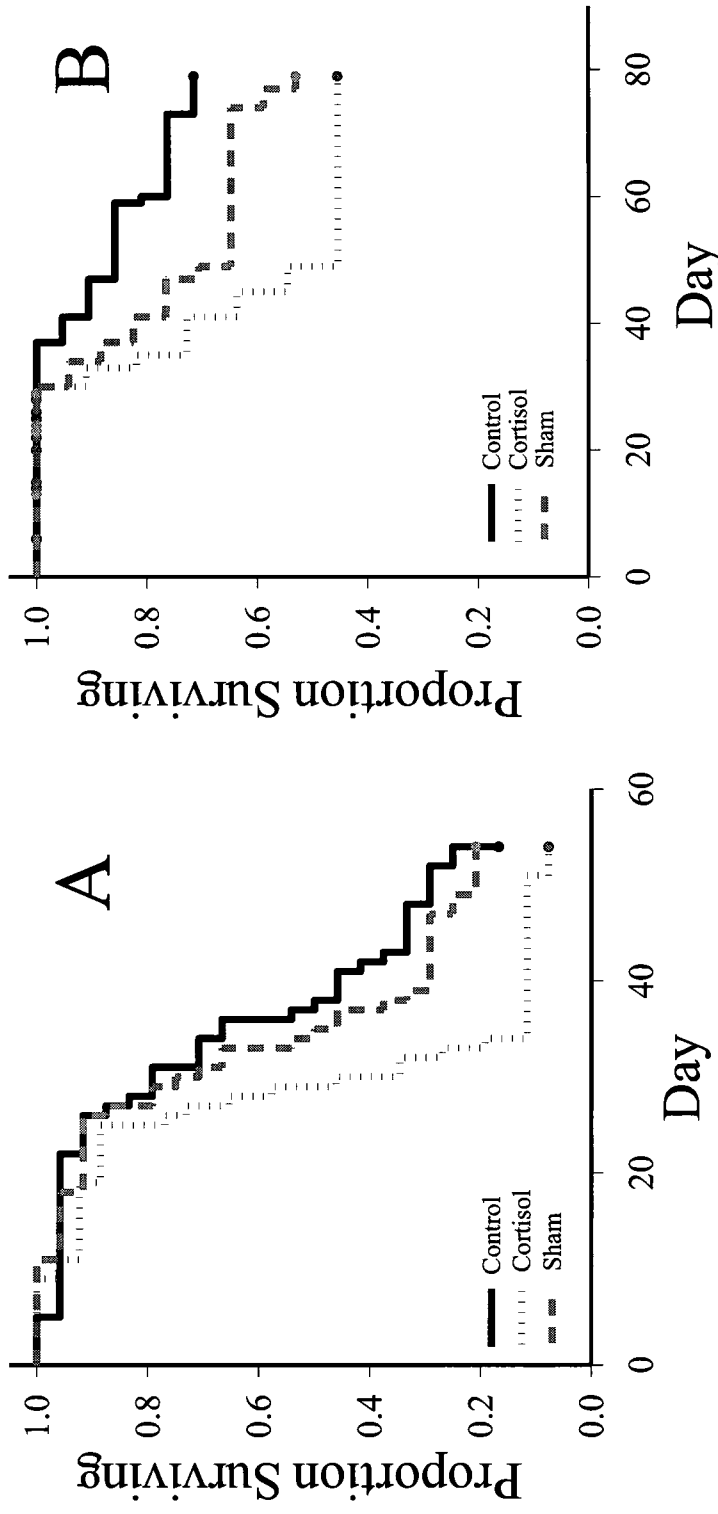 A
Proportion Surviving
1.0
0.8
0.6
0.4
0.2
0.0
Control
Cortisol
Sham
0 20 40 60
Day
B
Proportion Surviving
1.0
0.8
0.6
0.4
0.2
0.0
Control
Cortisol
Sham
0 20 40 60 80
Day